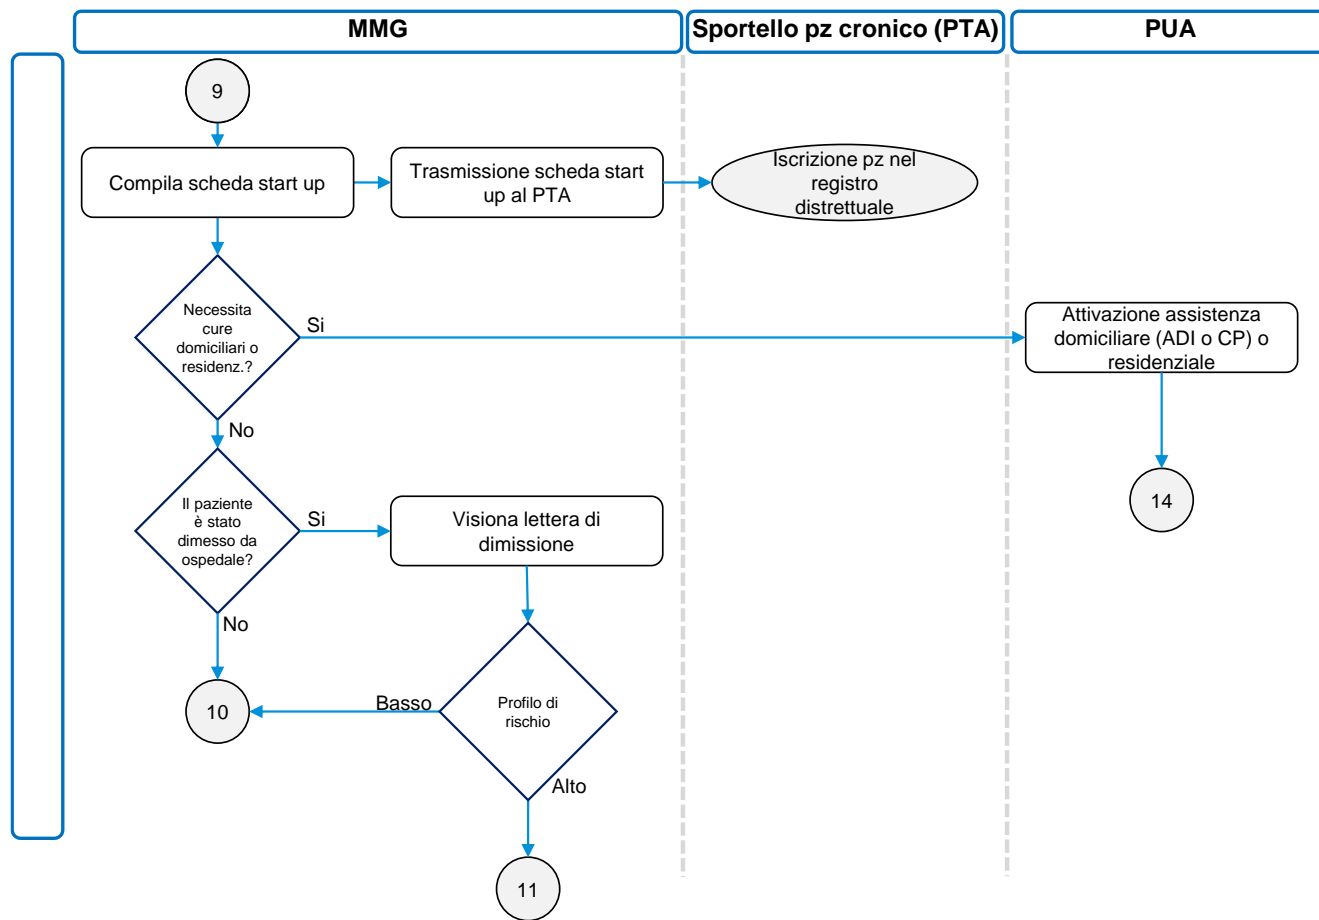 MMG
Sportello pz cronico (PTA)
PUA
9
Compila scheda start up
Trasmissione scheda start
up al PTA
Iscrizione pz nel
registro
distrettuale
Necessita
cure
domiciliari o
residenz.?
Si
Attivazione assistenza
domiciliare (ADI o CP) o
residenziale
No
14
Il paziente
è stato
dimesso da
ospedale?
Si
Visiona lettera di
dimissione
No
10
Basso
Profilo di
rischio
Alto
11